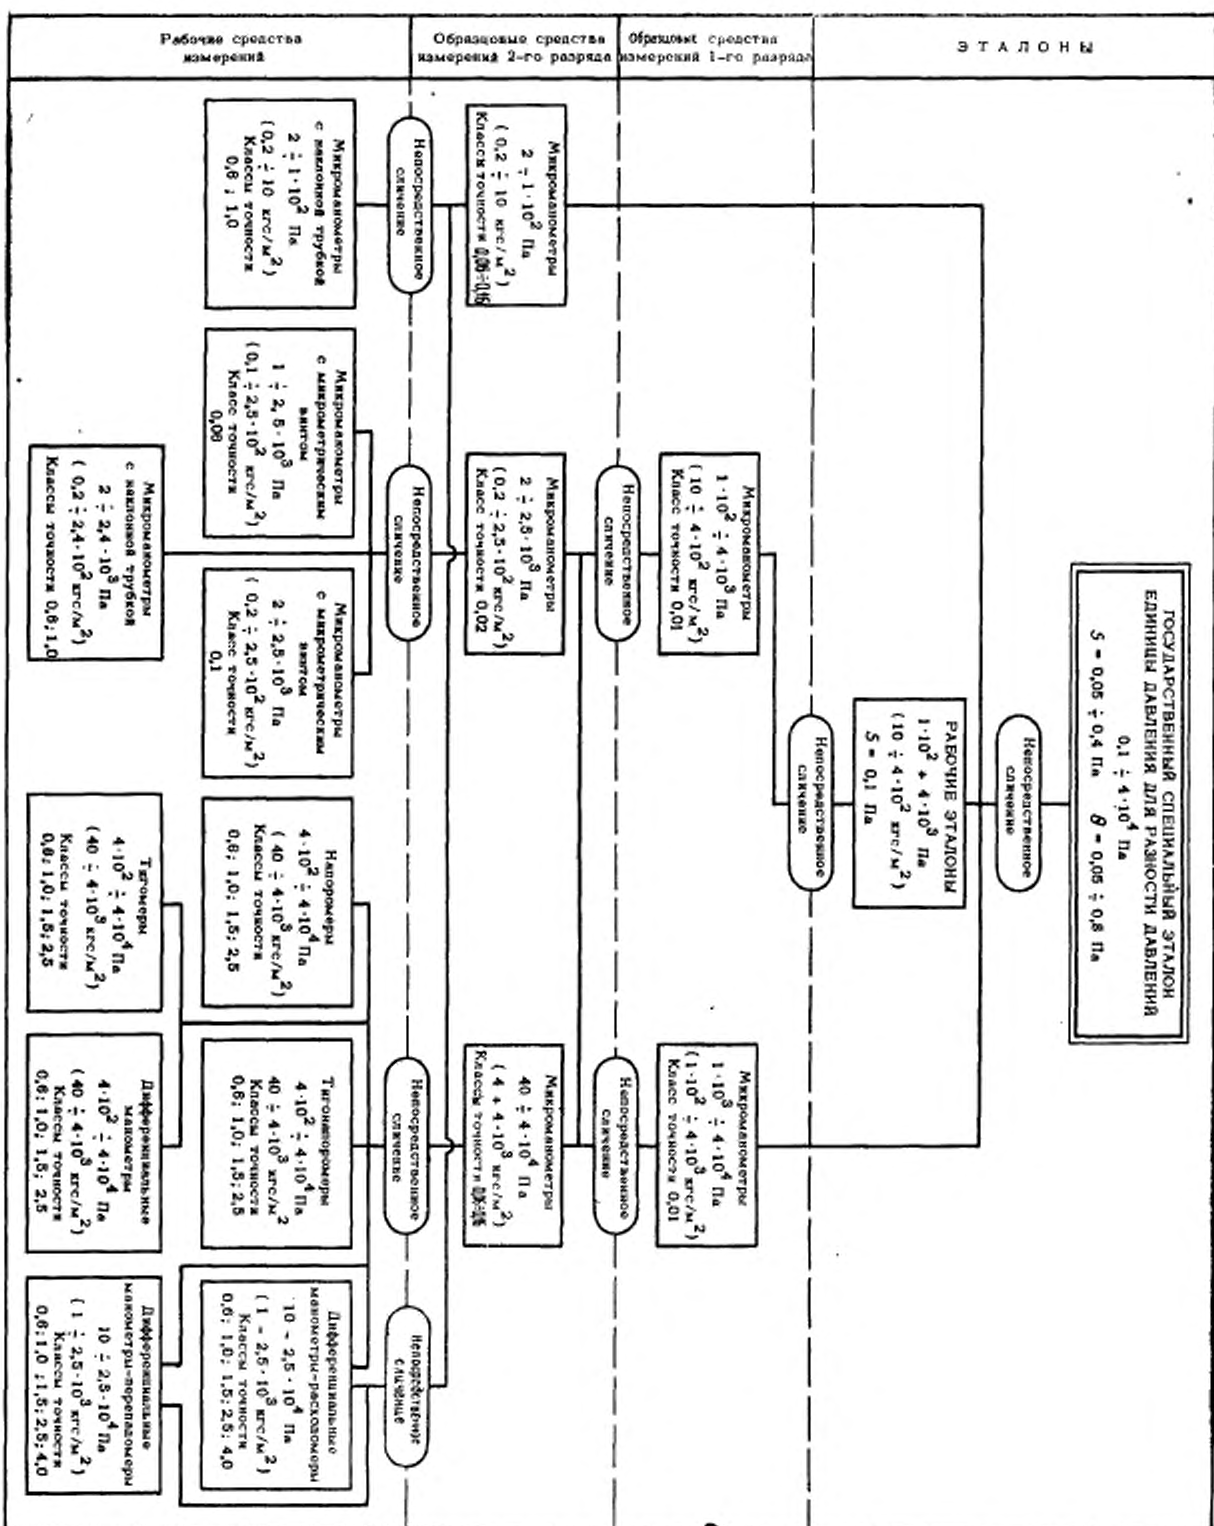 Рабочие средства
измерений
Образцовые средства
измерений 2-го разряда
Образцовые средства
измерений 1-го разряда
ЭТАЛОНЫ
ГОСУДАРСТВЕННЫЙ СПЕЦИАЛЬНЫЙ ЭТАЛОН
ЕДИНИЦЫ ДАВЛЕНИЯ ДЛЯ РАЗНОСТИ ДАВЛЕНИЙ
0,1 ÷ 4·10⁴ Па
S = 0,05 ÷ 0,4 Па θ = 0,05 ÷ 0,8 Па
Непосредственное
сличение
РАБОЧИЕ ЭТАЛОНЫ
1·10² ÷ 4·10³ Па
(10 ÷ 4·10² кгс/м²)
S = 0,1 Па
Непосредственное
сличение
Микроманометры
1·10² ÷ 4·10³ Па
(10 ÷ 4·10² кгс/м²)
Класс точности 0,01
Микроманометры
1·10³ ÷ 4·10⁴ Па
(1·10² ÷ 4·10³ кгс/м²)
Класс точности 0,01
Непосредственное
сличение
Непосредственное
сличение
Микроманометры
2 ÷ 1·10² Па
(0,2 ÷ 10 кгс/м²)
Классы точности
Микроманометры
2 ÷ 2,5·10³ Па
(0,2 ÷ 2,5·10² кгс/м²)
Класс точности 0,02
Микроманометры
40 ÷ 4·10⁴ Па
(4 ÷ 4·10³ кгс/м²)
Классы точности
Непосредственное
сличение
Непосредственное
сличение
Непосредственное
сличение
Непосредственное
сличение
Микроманометры
с наклонной трубкой
2 ÷ 1·10² Па
(0,2 ÷ 10 кгс/м²)
Классы точности
0,6; 1,0
Микроманометры
с микрометрическим
винтом
1 ÷ 2,5·10³ Па
(0,1 ÷ 2,5·10² кгс/м²)
Класс точности
Микроманометры
с микрометрическим
винтом
2 ÷ 2,5·10³ Па
(0,2 ÷ 2,5·10² кгс/м²)
Класс точности
0,1
Напоромеры
4·10² ÷ 4·10⁴ Па
(40 ÷ 4·10³ кгс/м²)
Классы точности
0,6; 1,0; 1,5; 2,5
Тягонапоромеры
4·10² ÷ 4·10⁴ Па
40 ÷ 4·10³ кгс/м²
Классы точности
0,6; 1,0; 1,5; 2,5
Дифференциальные
манометры-расходомеры
10 - 2,5·10⁴ Па
(1 - 2,5·10³ кгс/м²)
Классы точности
0,6; 1,0; 1,5; 2,5; 4,0
Микроманометры
с наклонной трубкой
2 ÷ 2,4·10³ Па
(0,2 ÷ 2,4·10² кгс/м²)
Классы точности 0,6; 1,0
Тягомеры
4·10² ÷ 4·10⁴ Па
(40 ÷ 4·10³ кгс/м²)
Классы точности
0,6; 1,0; 1,5; 2,5
Дифференциальные
манометры
4·10² ÷ 4·10⁴ Па
(40 ÷ 4·10³ кгс/м²)
Классы точности
0,6; 1,0; 1,5; 2,5
Дифференциальные
манометры-перепадомеры
10 ÷ 2,5·10⁴ Па
(1 ÷ 2,5·10³ кгс/м²)
Классы точности
0,6; 1,0; 1,5; 2,5; 4,0